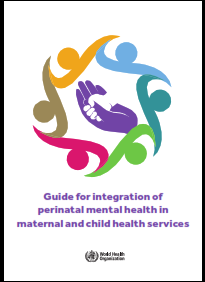 Guide for integration of
perinatal mental health in
maternal and child health services
World Health
Organization